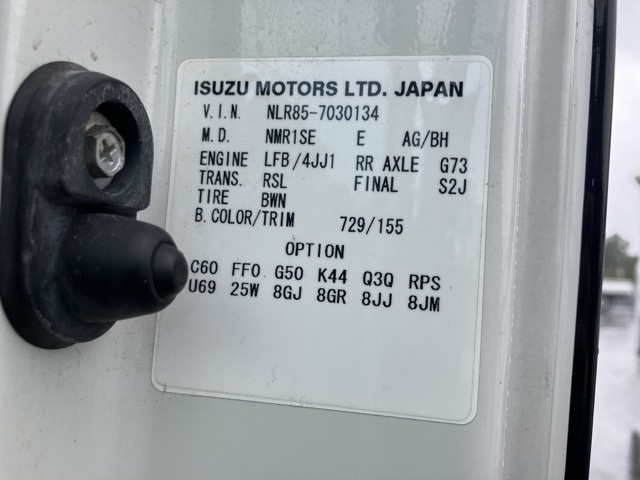 ISUZU MOTORS LTD. JAPAN
V.I.N. NLR85-7030134
M.D. NMR1SE E AG/BH
ENGINE LFB/4JJ1 RR AXLE G73
TRANS. RSL FINAL S2J
TIRE BWN
B.COLOR/TRIM 729/155
OPTION
C60 FF0 G50 K44 Q3Q RPS
U69 25W 8GJ 8GR 8JJ 8JM